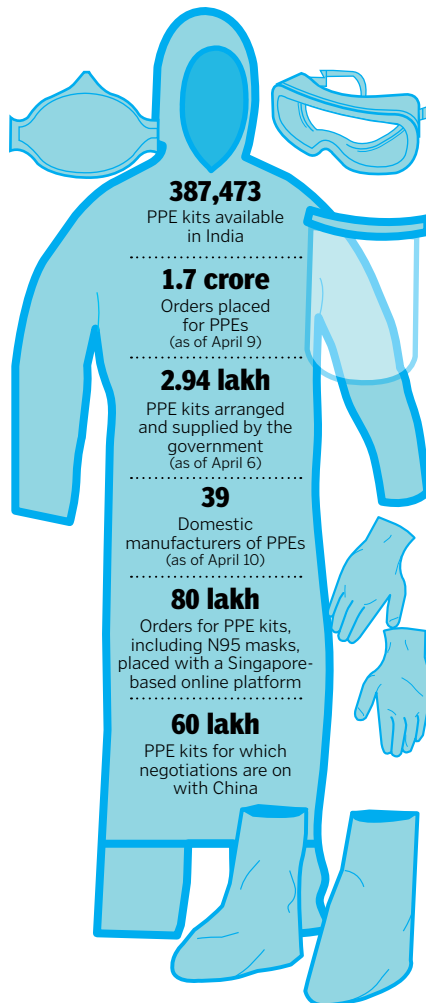 387,473
PPE kits available
in India
1.7 crore
Orders placed
for PPEs
(as of April 9)
2.94 lakh
PPE kits arranged
and supplied by the
government
(as of April 6)
39
Domestic
manufacturers of PPEs
(as of April 10)
80 lakh
Orders for PPE kits,
including N95 masks,
placed with a Singapore-
based online platform
60 lakh
PPE kits for which
negotiations are on
with China